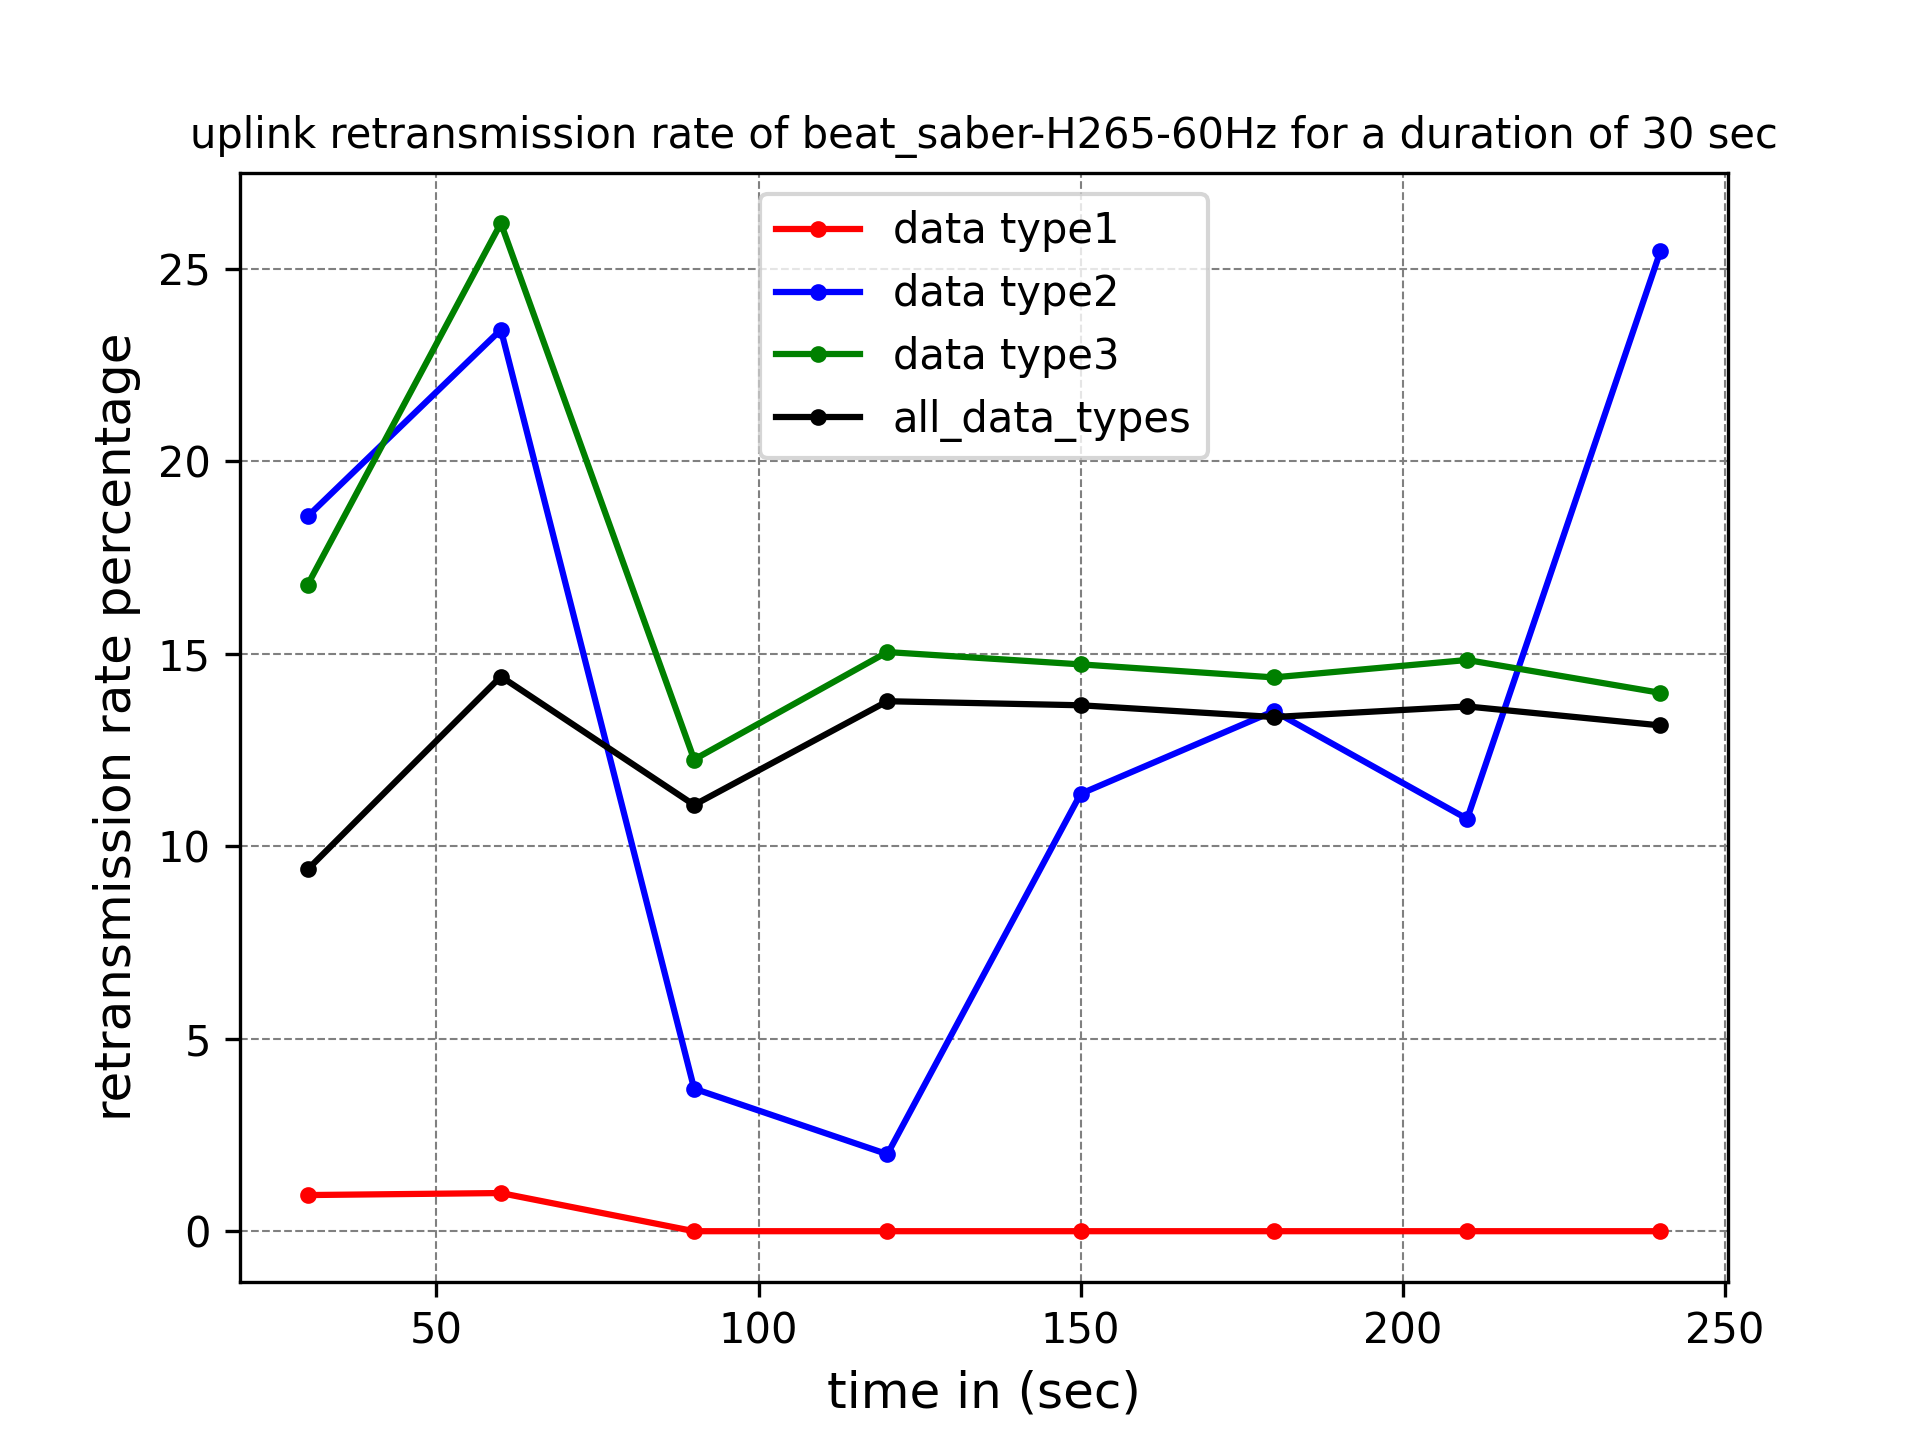 uplink retransmission rate of beat_saber-H265-60Hz for a duration of 30 sec
data type1
data type2
data type3
all_data_types
retransmission rate percentage
25
20
15
10
5
0
50 100 150 200 250
time in (sec)